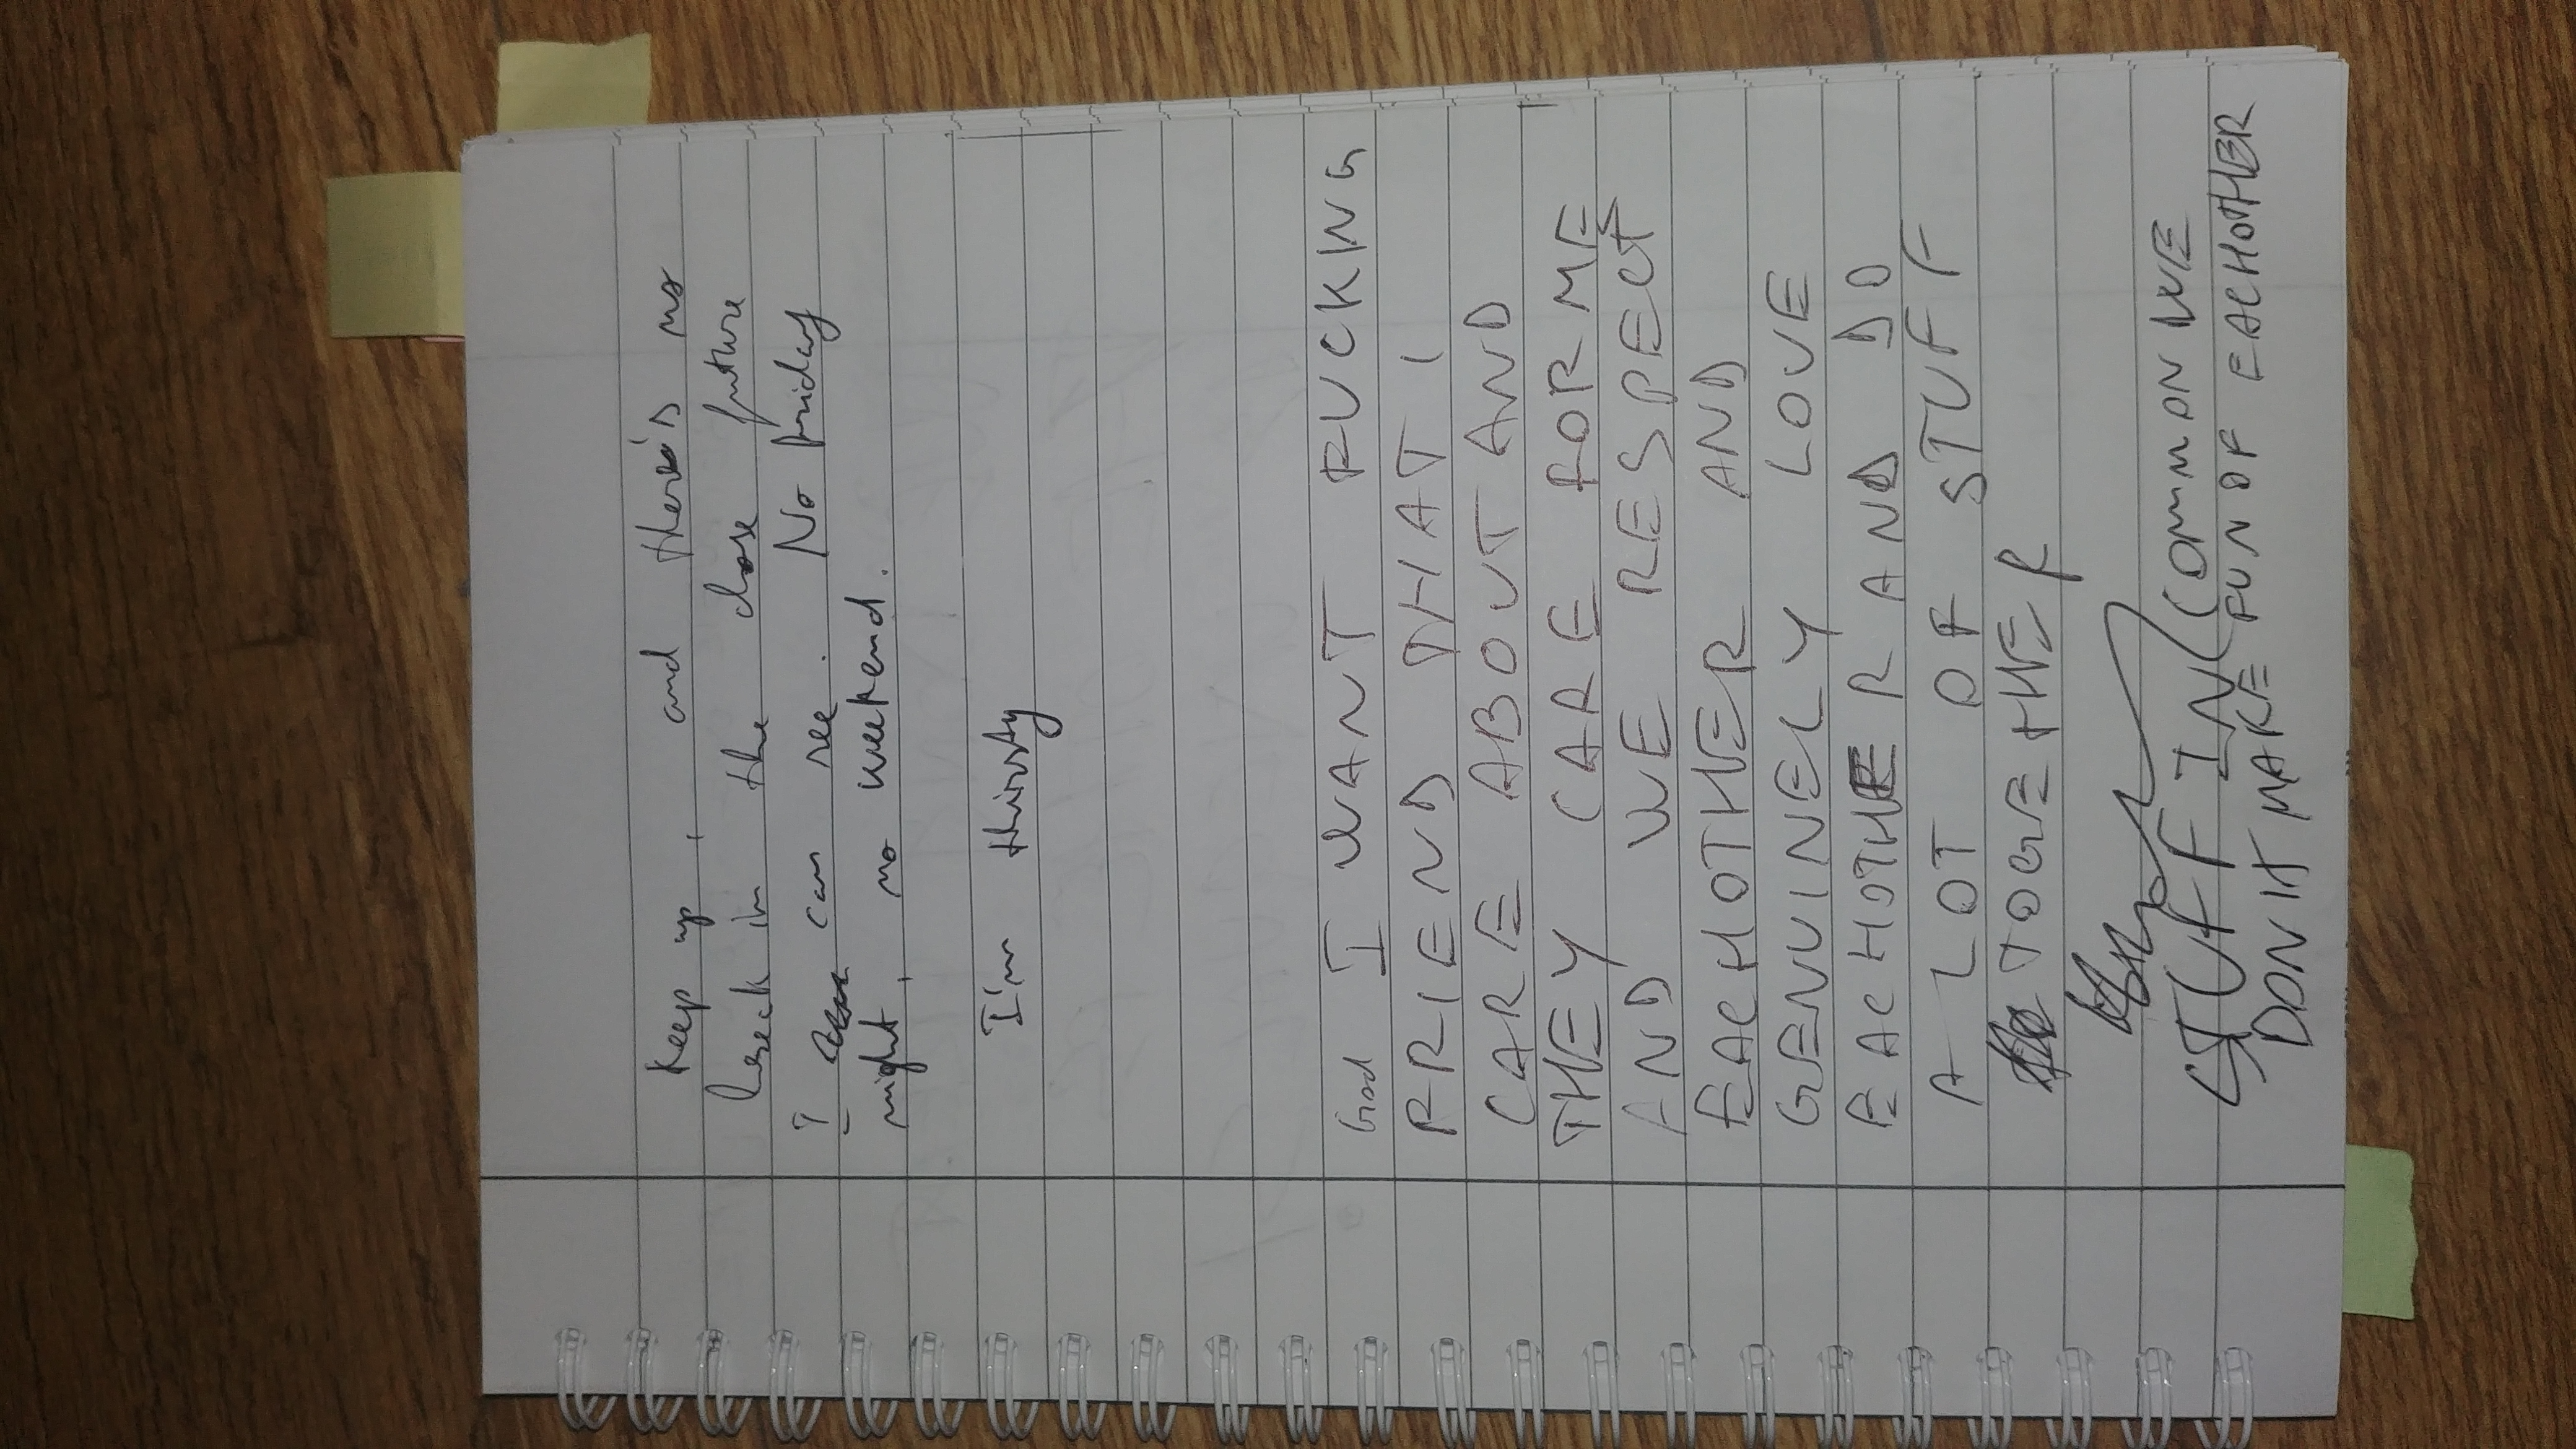 keep up, and there's no
break in the close future
I can see. No friday
night, no weekend.
I'm thirsty
God I WANT FUCKING
FRIEND THAT I
CARE ABOUT AND
THEY CARE FOR ME
AND WE RESPECT
EACHOTHER AND
GENUINELY LOVE
EACHOTHER AND DO
A LOT OF STUFF
TOGETHER
STUFF IN COMMON WE
DON'T MAKE FUN OF EACHOTHER